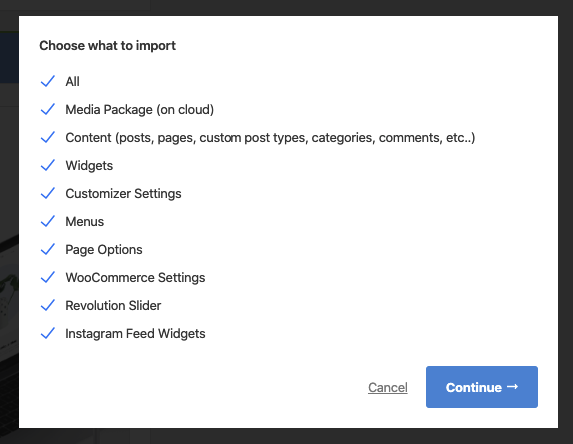 Choose what to import
All
Media Package (on cloud)
Content (posts, pages, custom post types, categories, comments, etc..)
Widgets
Customizer Settings
Menus
Page Options
WooCommerce Settings
Revolution Slider
Instagram Feed Widgets
Cancel
Continue →